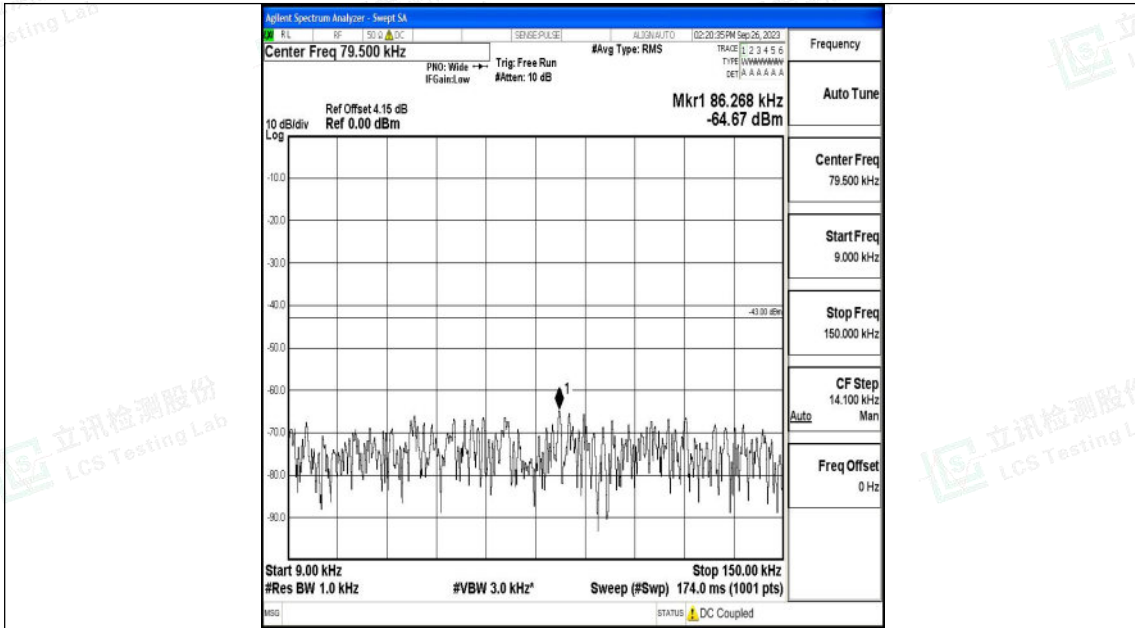 Agilent Spectrum Analyzer - Swept SA
RL RF 50 Ω DC SENSE:PULSE ALIGNAUTO 02:20:35 PM Sep 26, 2023
Center Freq 79.500 kHz
#Avg Type: RMS
TRACE 1 2 3 4 5 6
TYPE
DET A A A A A A
PNO: Wide
IFGain:Low
Trig: Free Run
#Atten: 10 dB
Frequency
Auto Tune
Mkr1 86.268 kHz
-64.67 dBm
Ref Offset 4.15 dB
Ref 0.00 dBm
10 dB/div
Log
-10.0
-20.0
-30.0
-40.0
-43.00 dBm
-50.0
-60.0
1
-70.0
-80.0
-90.0
Center Freq
79.500 kHz
Start Freq
9.000 kHz
Stop Freq
150.000 kHz
CF Step
14.100 kHz
Auto Man
Freq Offset
0 Hz
Start 9.00 kHz Stop 150.00 kHz
#Res BW 1.0 kHz #VBW 3.0 kHz* Sweep (#Swp) 174.0 ms (1001 pts)
MSG STATUS DC Coupled
立讯检测股份
LCS Testing Lab
立讯检测股份
LCS Testing L
sting Lab